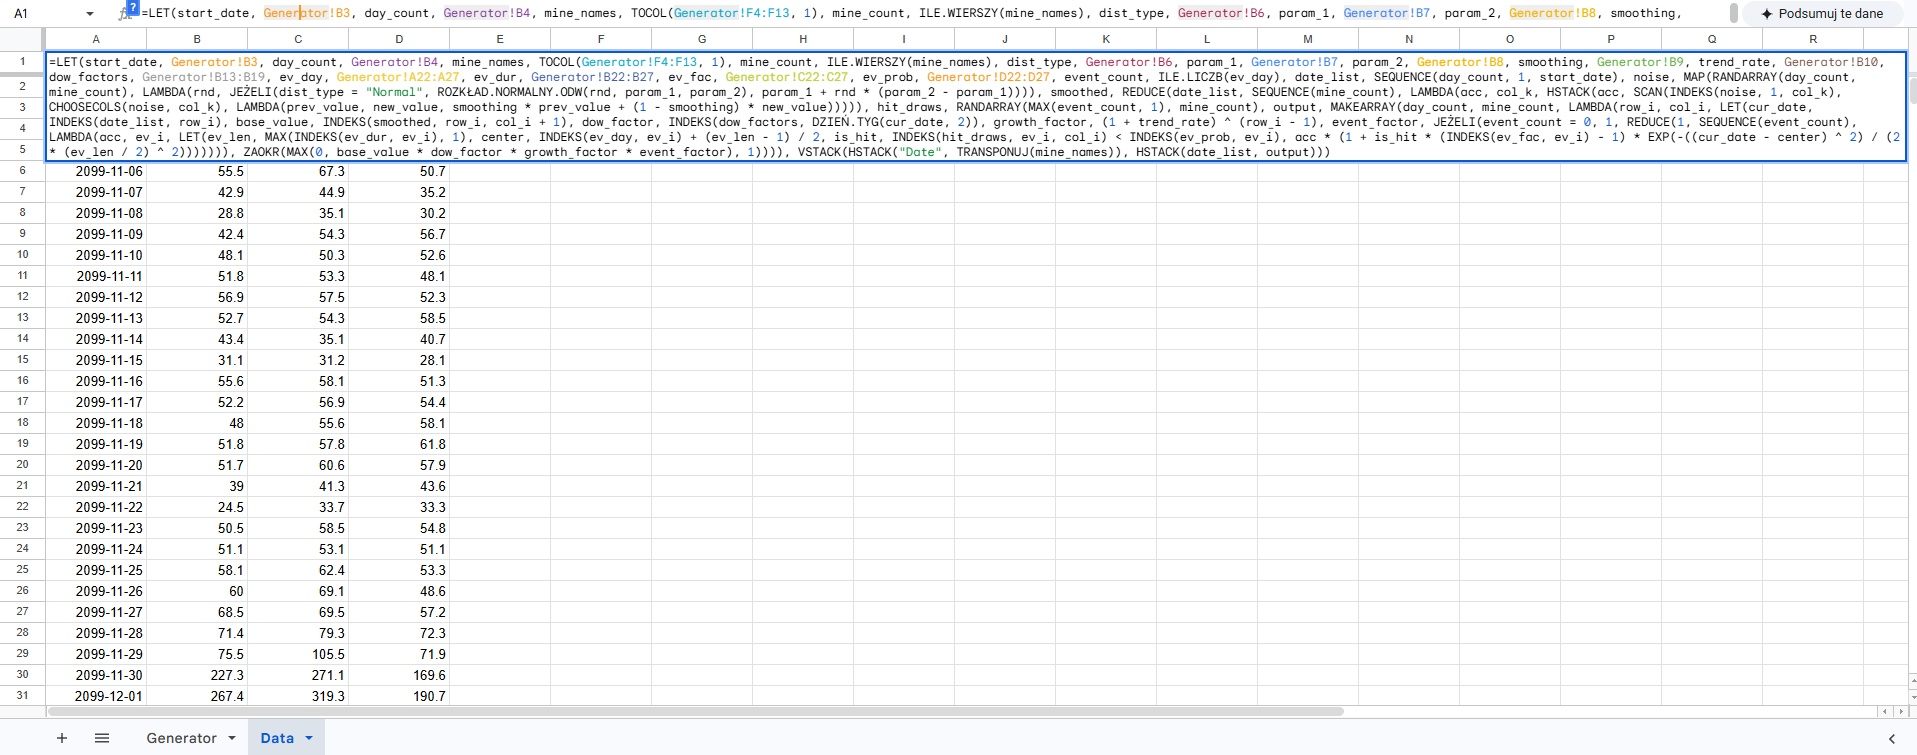 A1 =LET(start_date, Generator!B3, day_count, Generator!B4, mine_names, TOCOL(Generator!F4:F13, 1), mine_count, ILE.WIERSZY(mine_names), dist_type, Generator!B6, param_1, Generator!B7, param_2, Generator!B8, smoothing, Podsumuj te dane
A B C D E F G H I J K L M N O P Q R
1 =LET(start_date, Generator!B3, day_count, Generator!B4, mine_names, TOCOL(Generator!F4:F13, 1), mine_count, ILE.WIERSZY(mine_names), dist_type, Generator!B6, param_1, Generator!B7, param_2, Generator!B8, smoothing, Generator!B9, trend_rate, Generator!B10,
dow_factors, Generator!B13:B19, ev_day, Generator!A22:A27, ev_dur, Generator!B22:B27, ev_fac, Generator!C22:C27, ev_prob, Generator!D22:D27, event_count, ILE.LICZB(ev_day), date_list, SEQUENCE(day_count, 1, start_date), noise, MAP(RANDARRAY(day_count,
2 mine_count), LAMBDA(rnd, JEŻELI(dist_type = "Normal", ROZKŁAD.NORMALNY.ODW(rnd, param_1, param_2), param_1 + rnd * (param_2 - param_1)))), smoothed, REDUCE(date_list, SEQUENCE(mine_count), LAMBDA(acc, col_k, HSTACK(acc, SCAN(INDEKS(noise, 1, col_k),
3 CHOOSECOLS(noise, col_k), LAMBDA(prev_value, new_value, smoothing * prev_value + (1 - smoothing) * new_value))))), hit_draws, RANDARRAY(MAX(event_count, 1), mine_count), output, MAKEARRAY(day_count, mine_count, LAMBDA(row_i, col_i, LET(cur_date,
4 INDEKS(date_list, row_i), base_value, INDEKS(smoothed, row_i, col_i + 1), dow_factor, INDEKS(dow_factors, DZIEŃ.TYG(cur_date, 2)), growth_factor, (1 + trend_rate) ^ (row_i - 1), event_factor, JEŻELI(event_count = 0, 1, REDUCE(1, SEQUENCE(event_count),
LAMBDA(acc, ev_i, LET(ev_len, MAX(INDEKS(ev_dur, ev_i), 1), center, INDEKS(ev_day, ev_i) + (ev_len - 1) / 2, is_hit, INDEKS(hit_draws, ev_i, col_i) < INDEKS(ev_prob, ev_i), acc * (1 + is_hit * (INDEKS(ev_fac, ev_i) - 1) * EXP(-((cur_date - center) ^ 2) / (2
5 * (ev_len / 2) ^ 2))))))), ZAOKR(MAX(0, base_value * dow_factor * growth_factor * event_factor), 1)))), VSTACK(HSTACK("Date", TRANSPONUJ(mine_names)), HSTACK(date_list, output)))
6 2099-11-06 55.5 67.3 50.7
7 2099-11-07 42.9 44.9 35.2
8 2099-11-08 28.8 35.1 30.2
9 2099-11-09 42.4 54.3 56.7
10 2099-11-10 48.1 50.3 52.6
11 2099-11-11 51.8 53.3 48.1
12 2099-11-12 56.9 57.5 52.3
13 2099-11-13 52.7 54.3 58.5
14 2099-11-14 43.4 35.1 40.7
15 2099-11-15 31.1 31.2 28.1
16 2099-11-16 55.6 58.1 51.3
17 2099-11-17 52.2 56.9 54.4
18 2099-11-18 48 55.6 58.1
19 2099-11-19 51.8 57.8 61.8
20 2099-11-20 51.7 60.6 57.9
21 2099-11-21 39 41.3 43.6
22 2099-11-22 24.5 33.7 33.3
23 2099-11-23 50.5 58.5 54.8
24 2099-11-24 51.1 53.1 51.1
25 2099-11-25 58.1 62.4 53.3
26 2099-11-26 60 69.1 48.6
27 2099-11-27 68.5 69.5 57.2
28 2099-11-28 71.4 79.3 72.3
29 2099-11-29 75.5 105.5 71.9
30 2099-11-30 227.3 271.1 169.6
31 2099-12-01 267.4 319.3 190.7
Generator Data